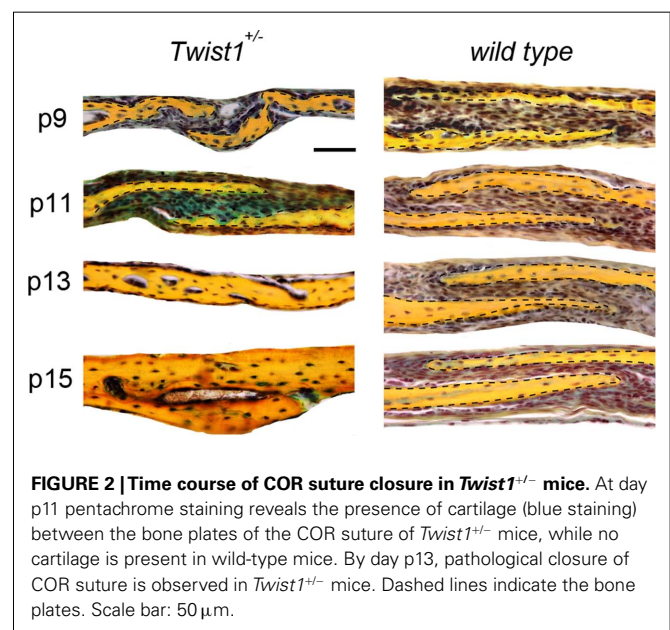 Twist1+/- wild type
p9
p11
p13
p15
FIGURE 2 | Time course of COR suture closure in Twist1+/− mice. At day
p11 pentachrome staining reveals the presence of cartilage (blue staining)
between the bone plates of the COR suture of Twist1+/− mice, while no
cartilage is present in wild-type mice. By day p13, pathological closure of
COR suture is observed in Twist1+/− mice. Dashed lines indicate the bone
plates. Scale bar: 50 μm.